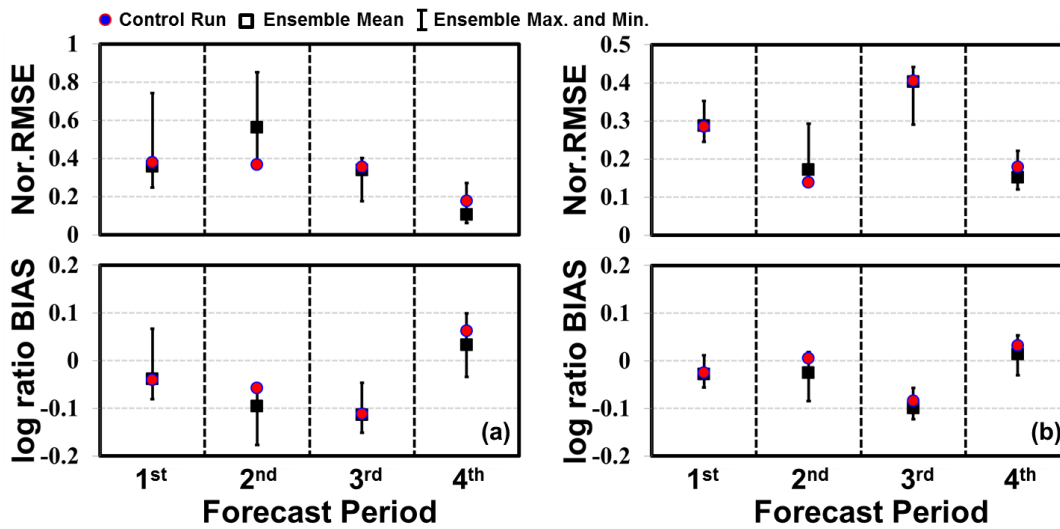 Control Run Ensemble Mean Ensemble Max. and Min.
Nor.RMSE
1
0.8
0.6
0.4
0.2
0
log ratio BIAS
0.2
0.1
0
-0.1
-0.2
(a)
1st 2nd 3rd 4th
Forecast Period
Nor.RMSE
0.5
0.4
0.3
0.2
0.1
0
log ratio BIAS
0.2
0.1
0
-0.1
-0.2
(b)
1st 2nd 3rd 4th
Forecast Period